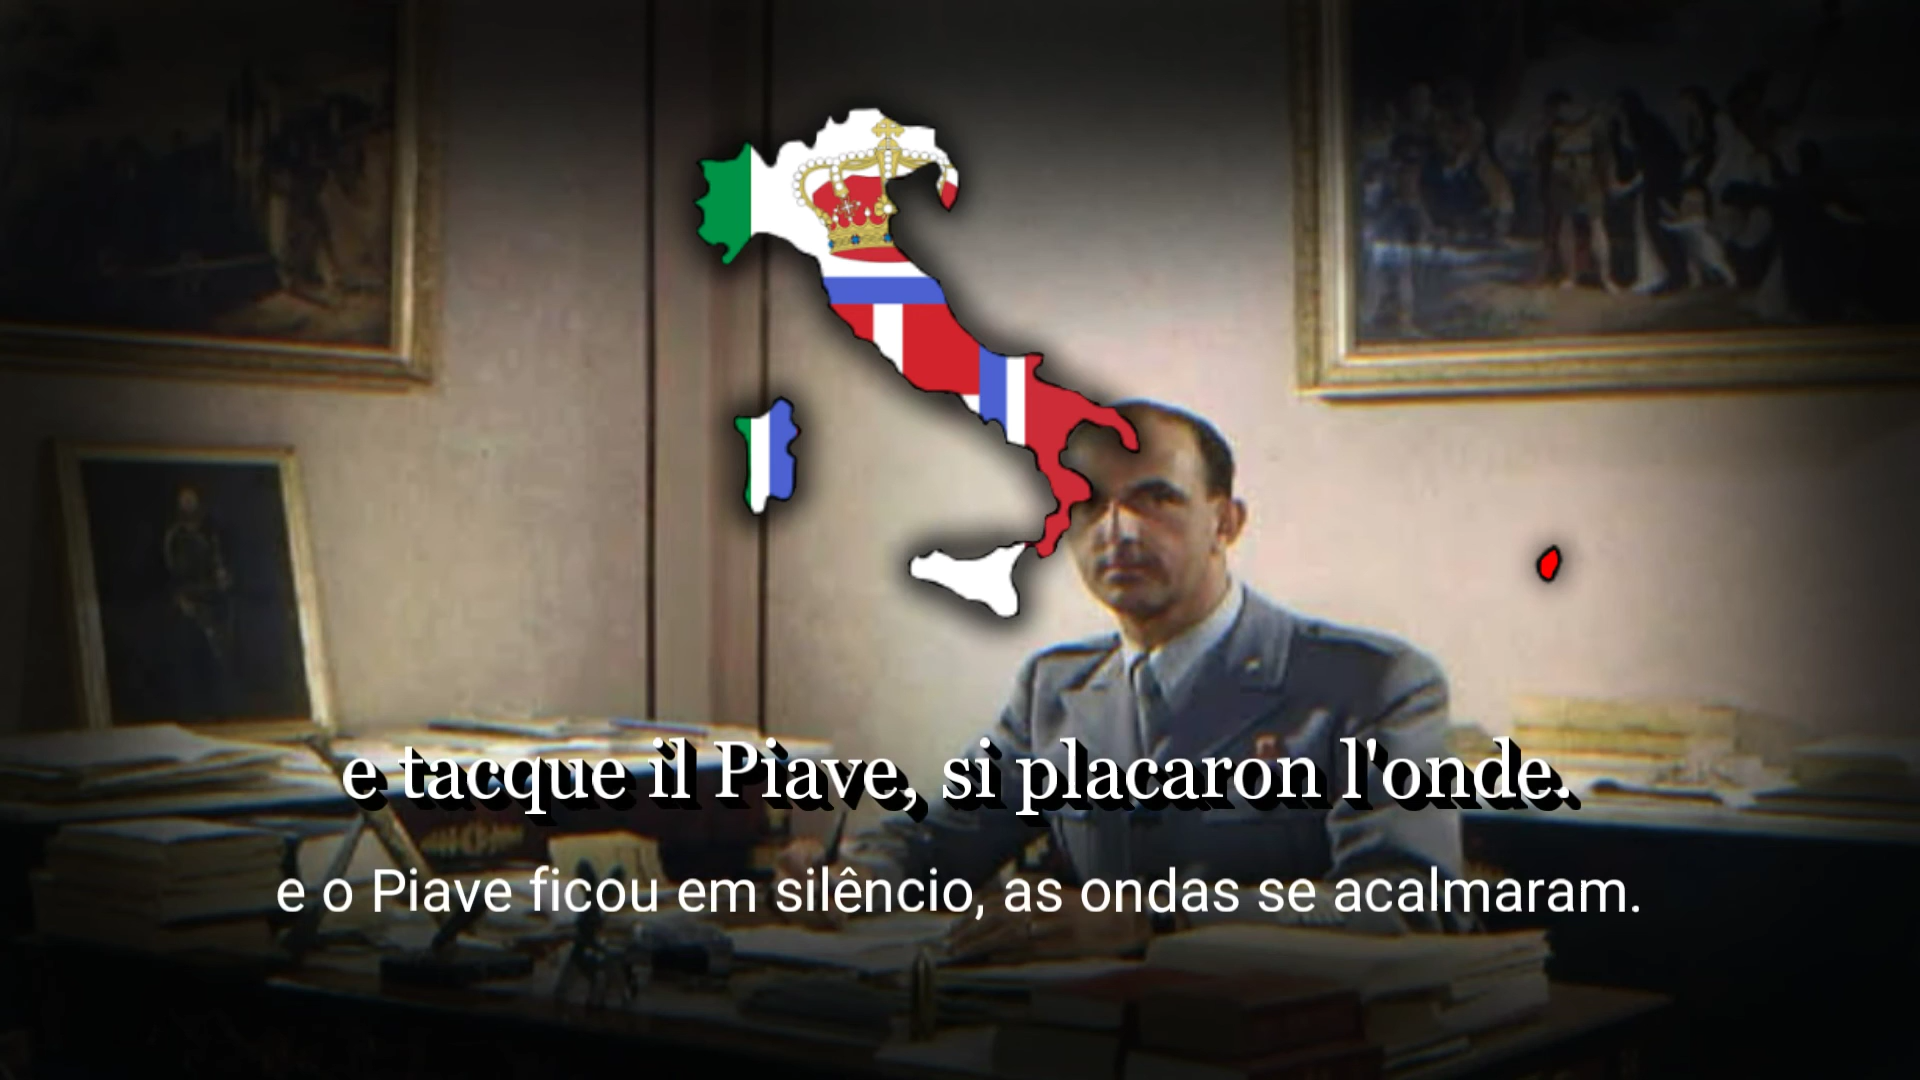 e tacque il Piave, si placaron l'onde.
e o Piave ficou em silêncio, as ondas se acalmaram.